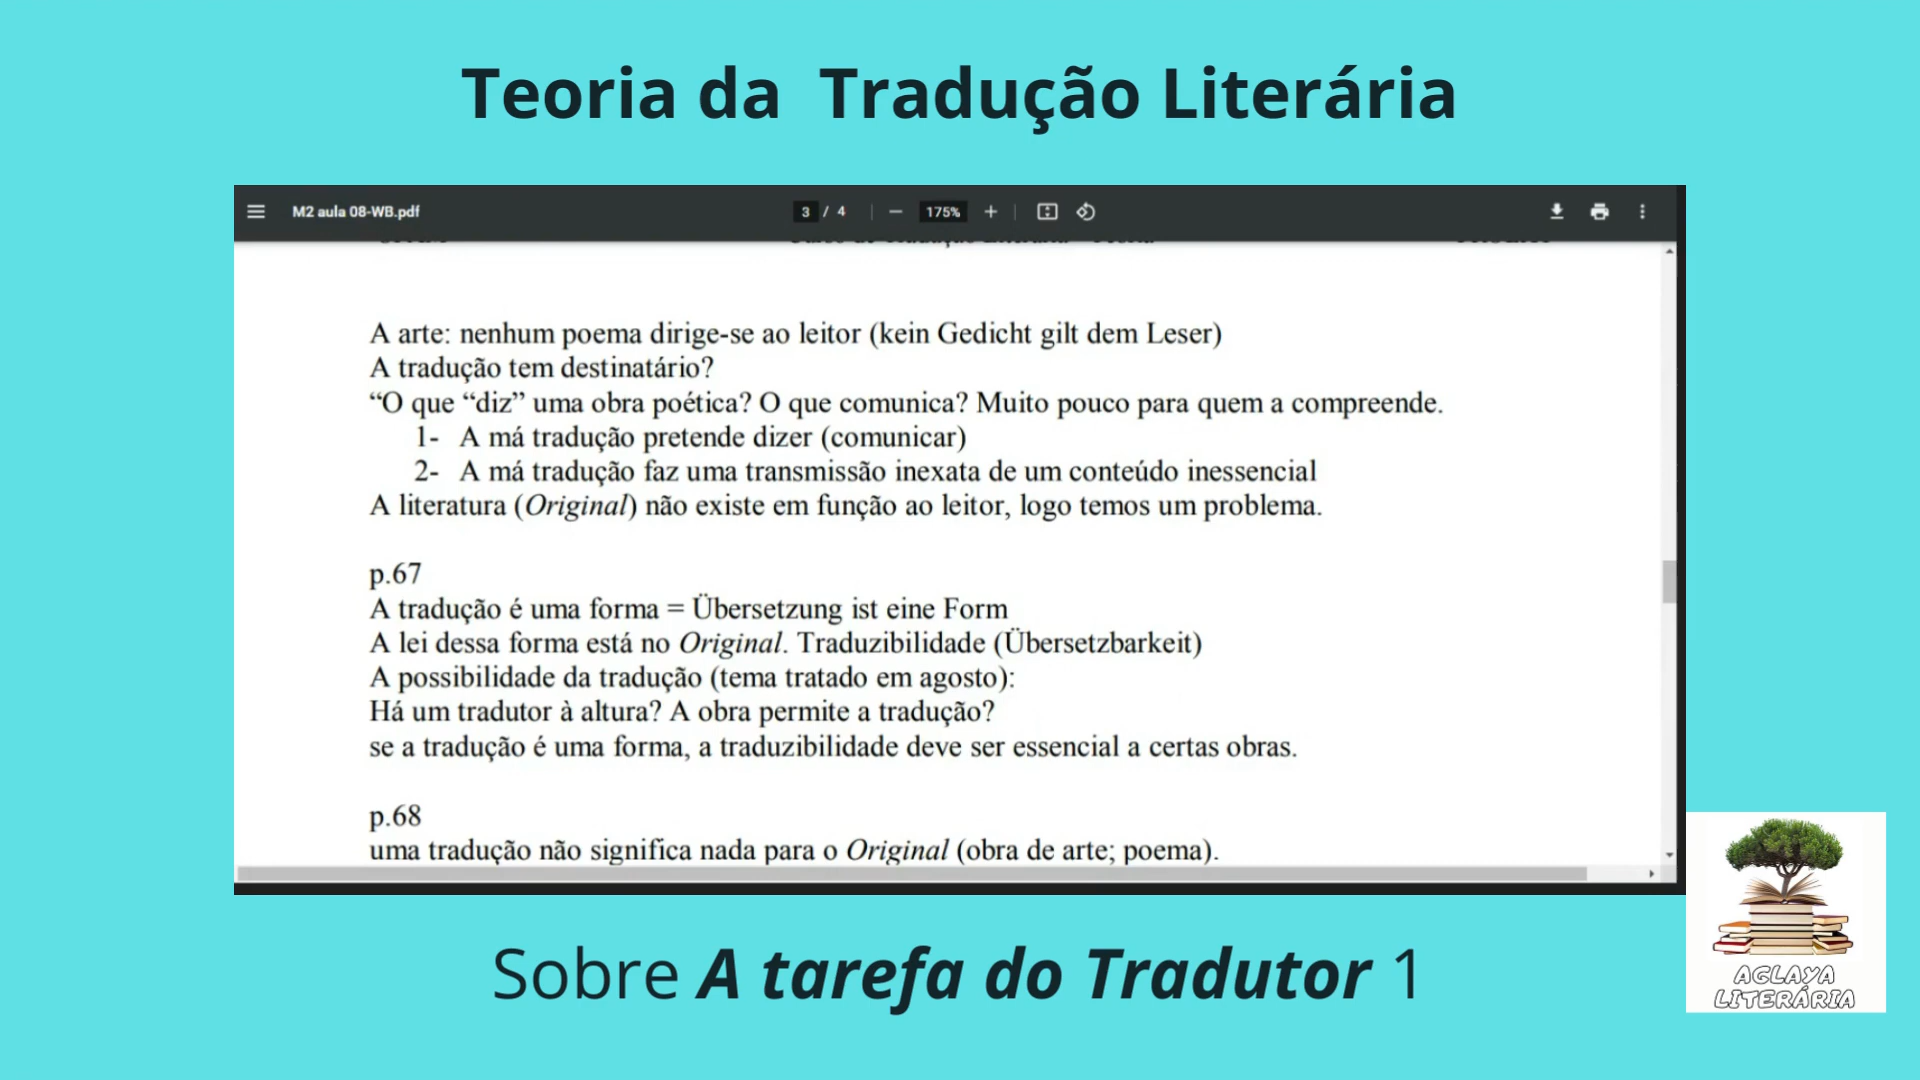 Teoria da Tradução Literária
M2 aula 08-WB.pdf
3 / 4
175%
A arte: nenhum poema dirige-se ao leitor (kein Gedicht gilt dem Leser)
A tradução tem destinatário?
“O que “diz” uma obra poética? O que comunica? Muito pouco para quem a compreende.
1- A má tradução pretende dizer (comunicar)
2- A má tradução faz uma transmissão inexata de um conteúdo inessencial
A literatura (Original) não existe em função ao leitor, logo temos um problema.
p.67
A tradução é uma forma = Übersetzung ist eine Form
A lei dessa forma está no Original. Traduzibilidade (Übersetzbarkeit)
A possibilidade da tradução (tema tratado em agosto):
Há um tradutor à altura? A obra permite a tradução?
se a tradução é uma forma, a traduzibilidade deve ser essencial a certas obras.
p.68
uma tradução não significa nada para o Original (obra de arte; poema).
Sobre A tarefa do Tradutor 1
AGLAYA
LITERÁRIA